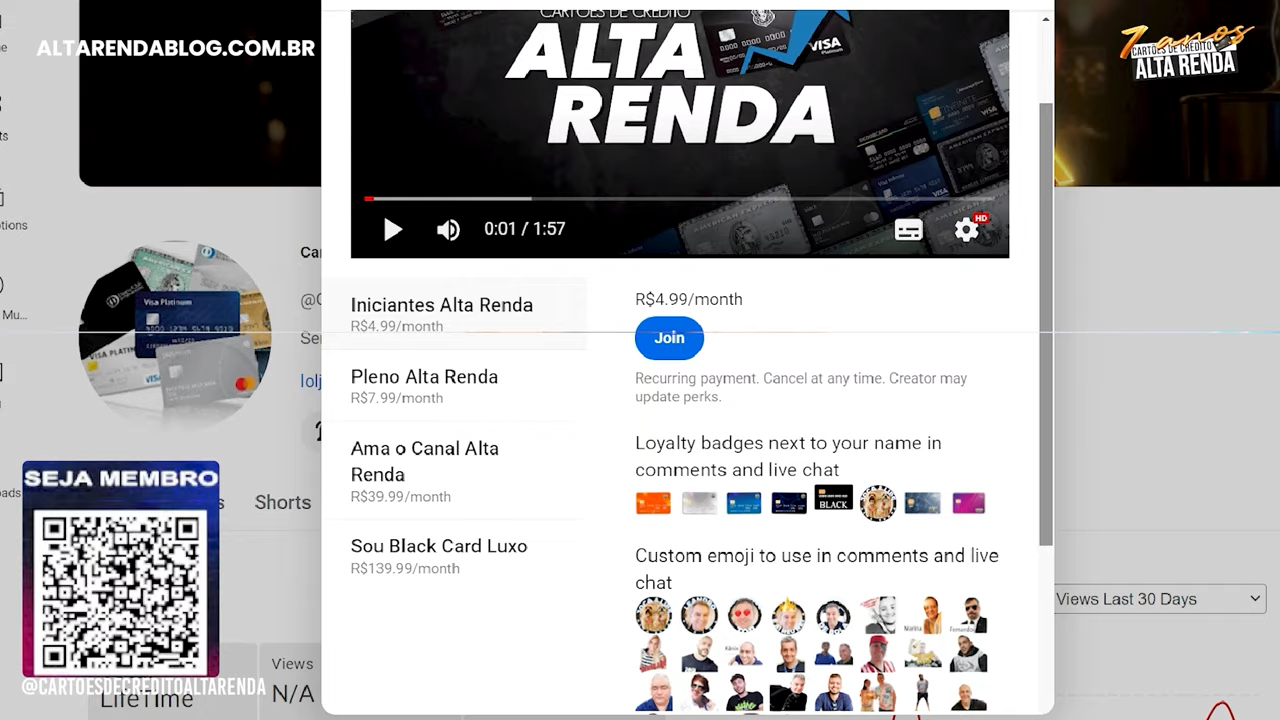 ALTARENDABLOG.COM.BR
CARTÕES DE CRÉDITO
ALTA
RENDA
VISA
7 anos
CARTÕES DE CRÉDITO
ALTA RENDA
0:01 / 1:57
HD
Iniciantes Alta Renda
R$4.99/month
Pleno Alta Renda
R$7.99/month
Ama o Canal Alta
Renda
R$39.99/month
Sou Black Card Luxo
R$139.99/month
R$4.99/month
Join
Recurring payment. Cancel at any time. Creator may
update perks.
Loyalty badges next to your name in
comments and live chat
BLACK
Custom emoji to use in comments and live
chat
Visa Platinum
SEJA MEMBRO
@CARTOESDECREDITOALTARENDA
LifeTime
Views
N/A
Shorts
Views Last 30 Days